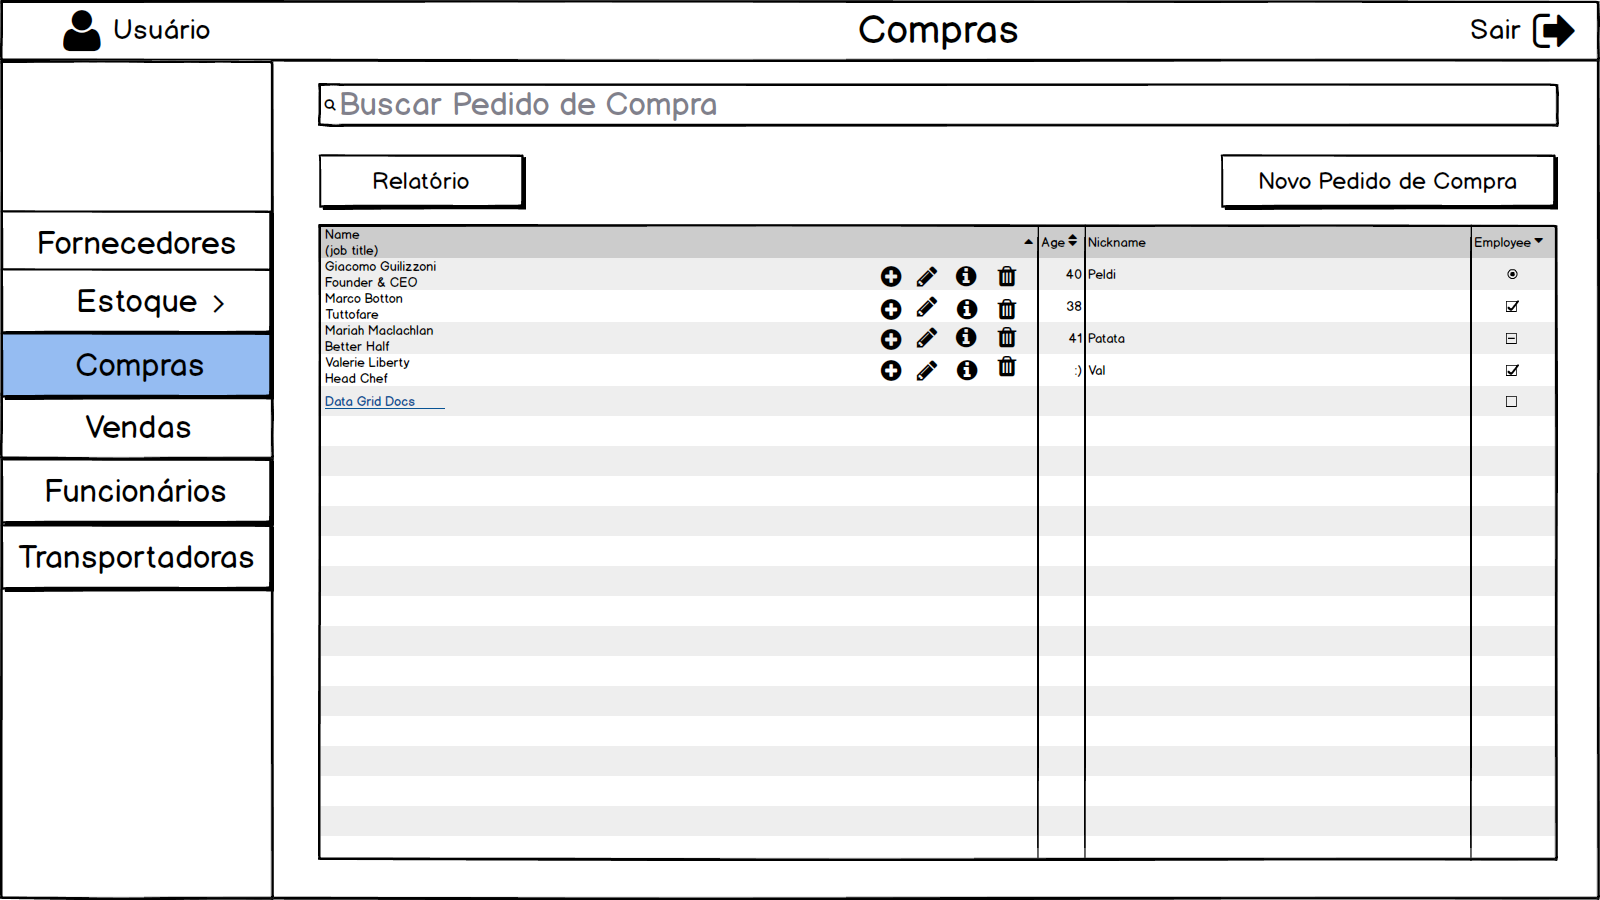 Usuário
Compras
Sair
Buscar Pedido de Compra
Relatório
Novo Pedido de Compra
Fornecedores
Estoque >
Compras
Vendas
Funcionários
Transportadoras
Name
(job title)
Age
Nickname
Employee
Giacomo Guilizzoni
Founder & CEO
40
Peldi
Marco Botton
Tuttofare
38
Mariah Maclachlan
Better Half
41
Patata
Valerie Liberty
Head Chef
:)
Val
Data Grid Docs